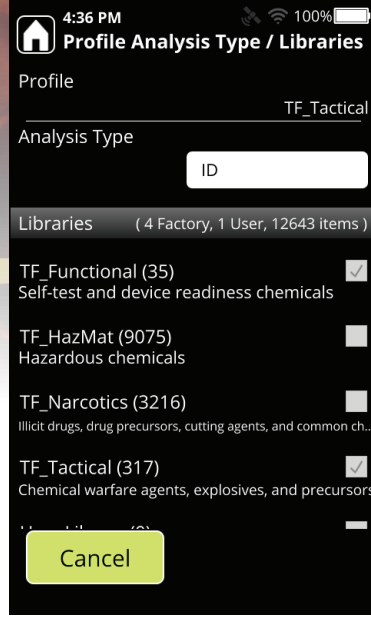 4:36 PM
100%
Profile Analysis Type / Libraries
Profile
TF_Tactical
Analysis Type
ID
Libraries ( 4 Factory, 1 User, 12643 items )
TF_Functional (35)
Self-test and device readiness chemicals
TF_HazMat (9075)
Hazardous chemicals
TF_Narcotics (3216)
Illicit drugs, drug precursors, cutting agents, and common ch..
TF_Tactical (317)
Chemical warfare agents, explosives, and precursors
Cancel